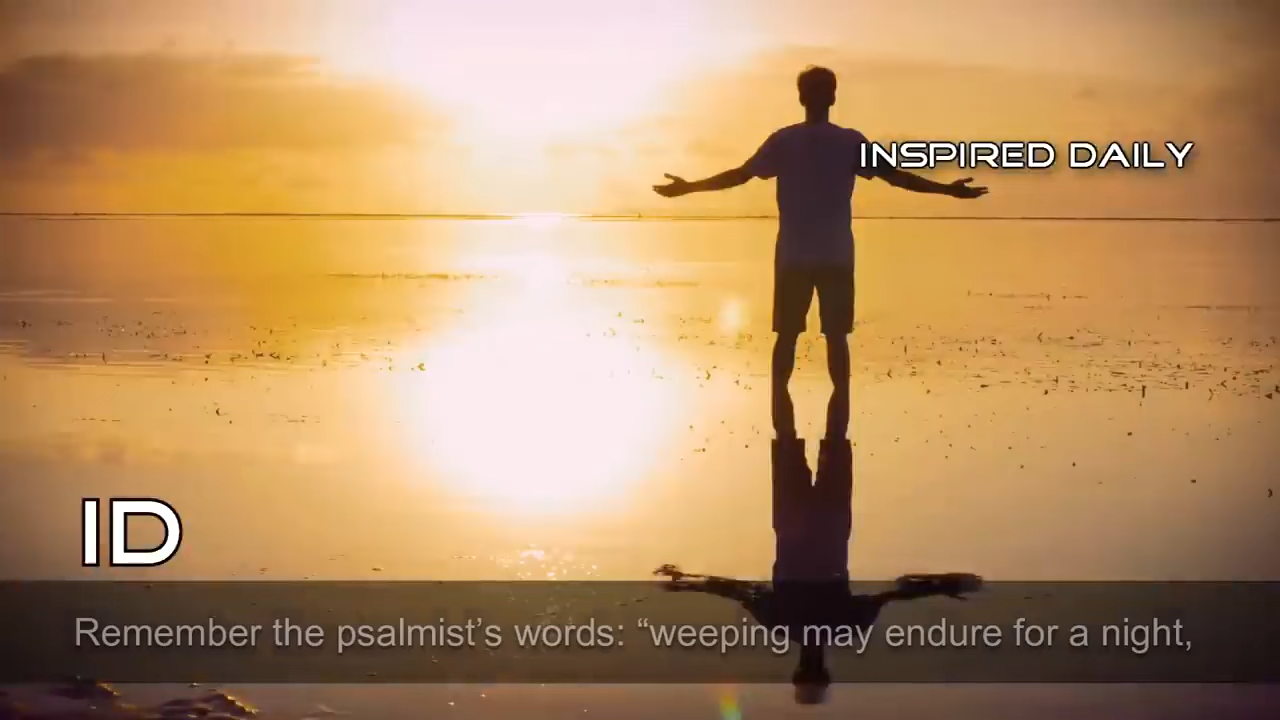 INSPIRED DAILY
ID
Remember the psalmist’s words: “weeping may endure for a night,